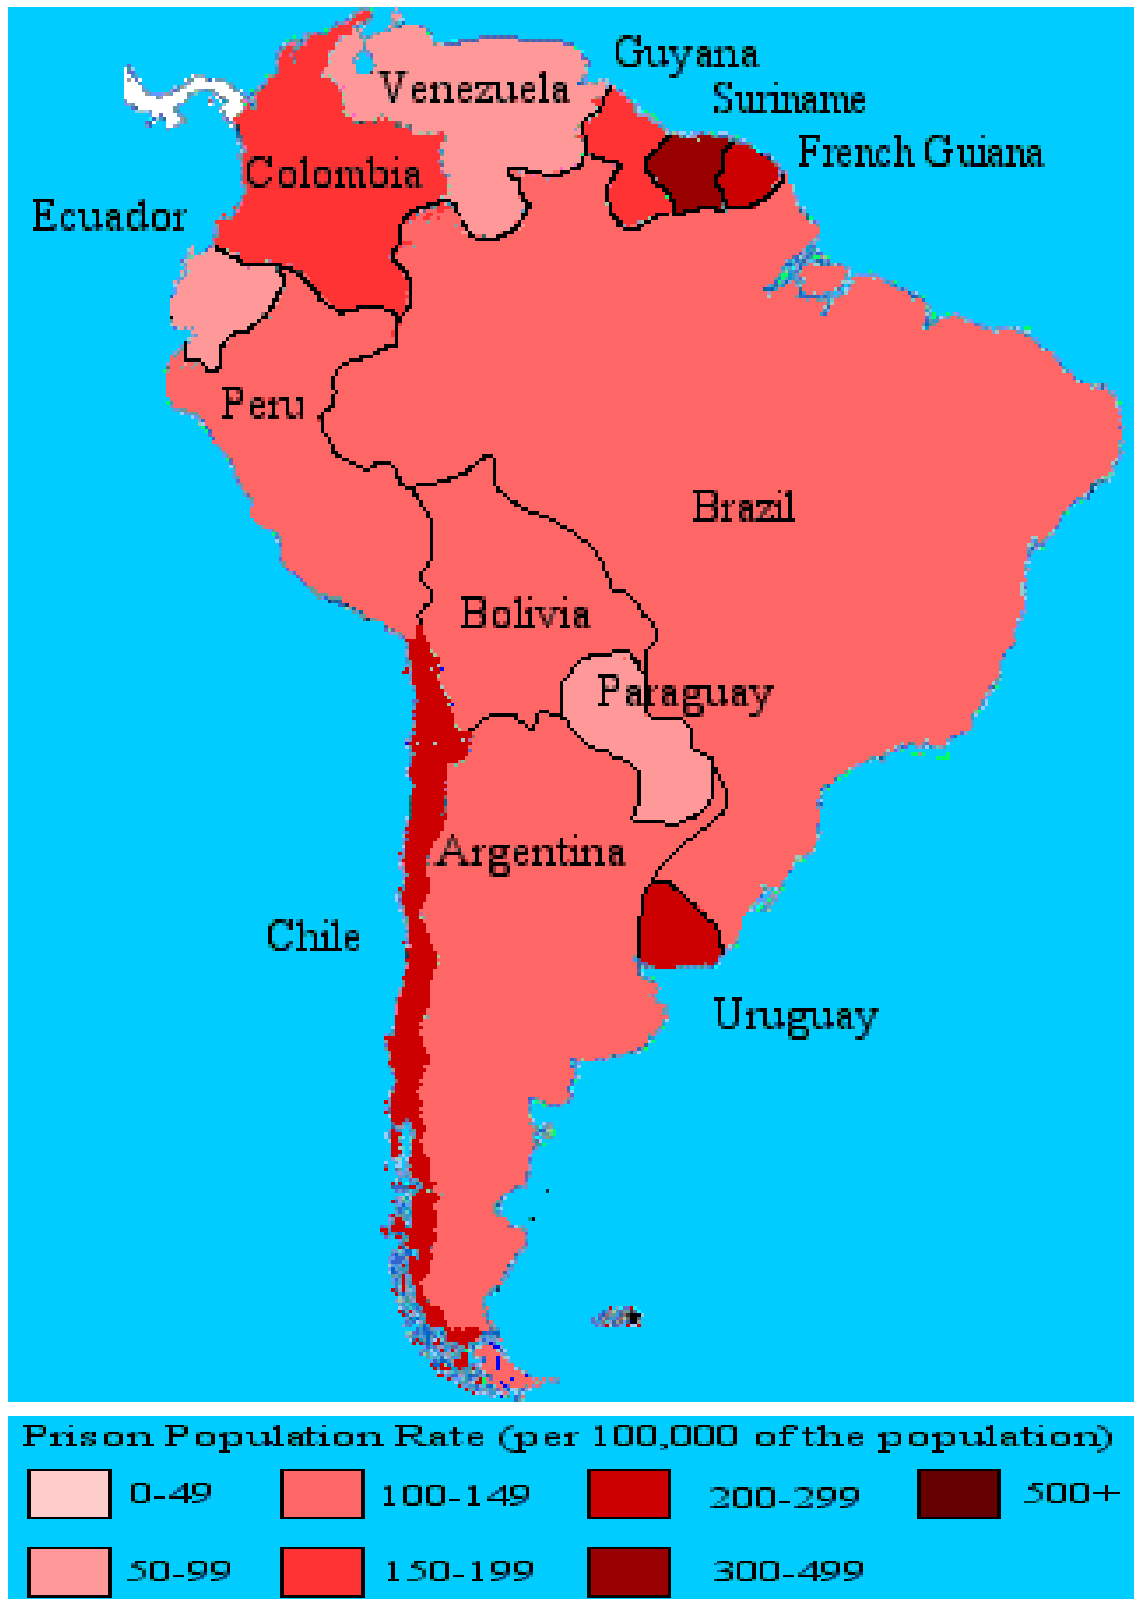 Guyana
Venezuela
Suriname
French Guiana
Colombia
Ecuador
Peru
Brazil
Bolivia
Paraguay
Argentina
Chile
Uruguay
Prison Population Rate (per 100,000 of the population)
0-49
100-149
200-299
500+
50-99
150-199
300-499